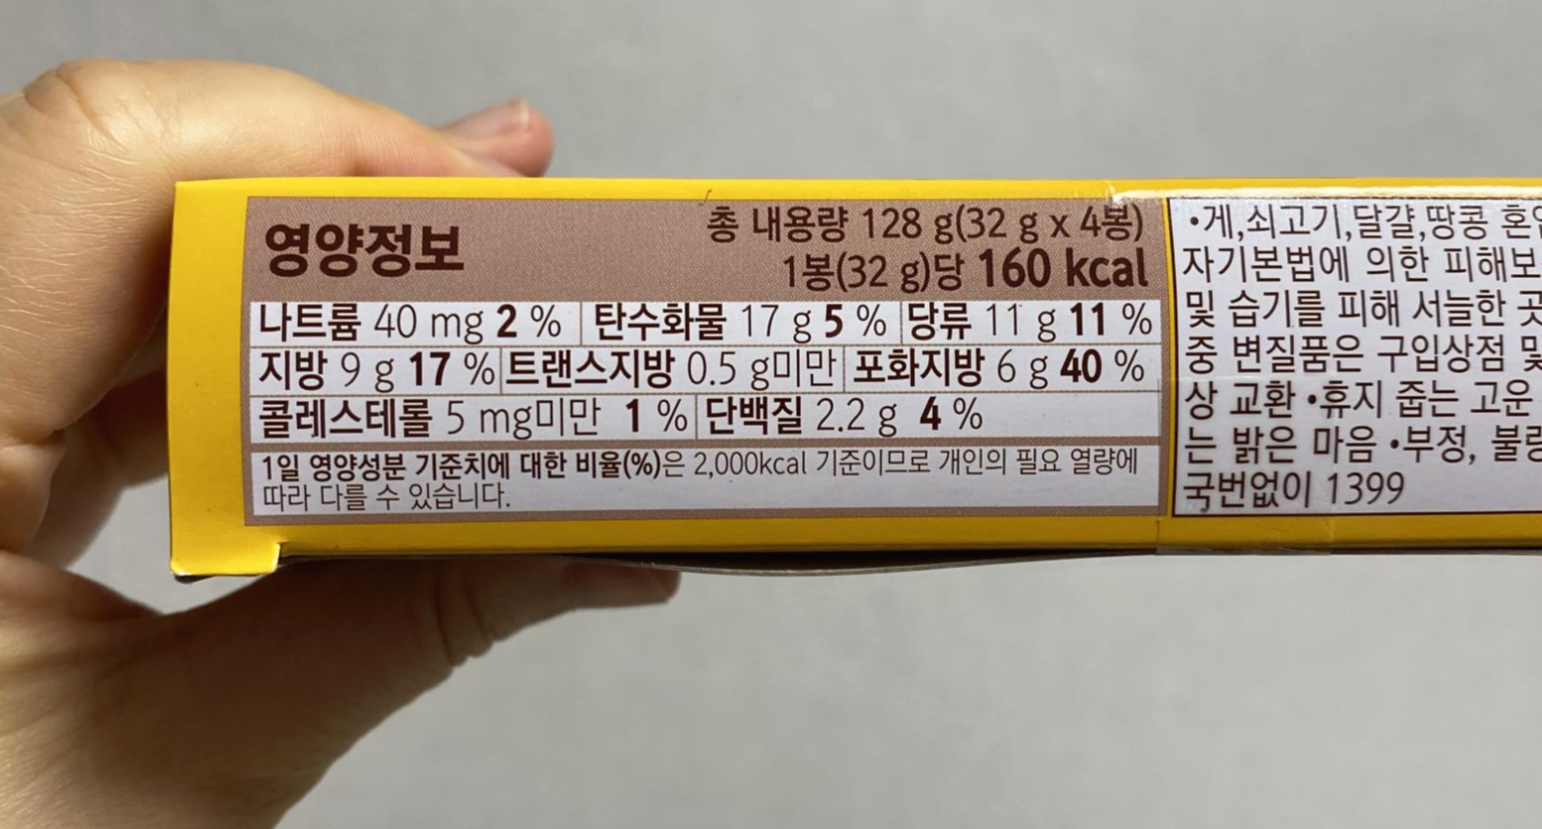 영양정보
총 내용량 128 g(32 g x 4봉)
1봉(32 g)당 160 kcal
나트륨 40 mg 2 % 탄수화물 17 g 5 % 당류 11 g 11 %
지방 9 g 17 % 트랜스지방 0.5 g미만 포화지방 6 g 40 %
콜레스테롤 5 mg미만 1 % 단백질 2.2 g 4 %
1일 영양성분 기준치에 대한 비율(%)은 2,000kcal 기준이므로 개인의 필요 열량에
따라 다를 수 있습니다.
•게,쇠고기,달걀,땅콩 혼입
자기본법에 의한 피해보
및 습기를 피해 서늘한 곳
중 변질품은 구입상점 및
상 교환 •휴지 줍는 고운
는 밝은 마음 •부정, 불량
국번없이 1399